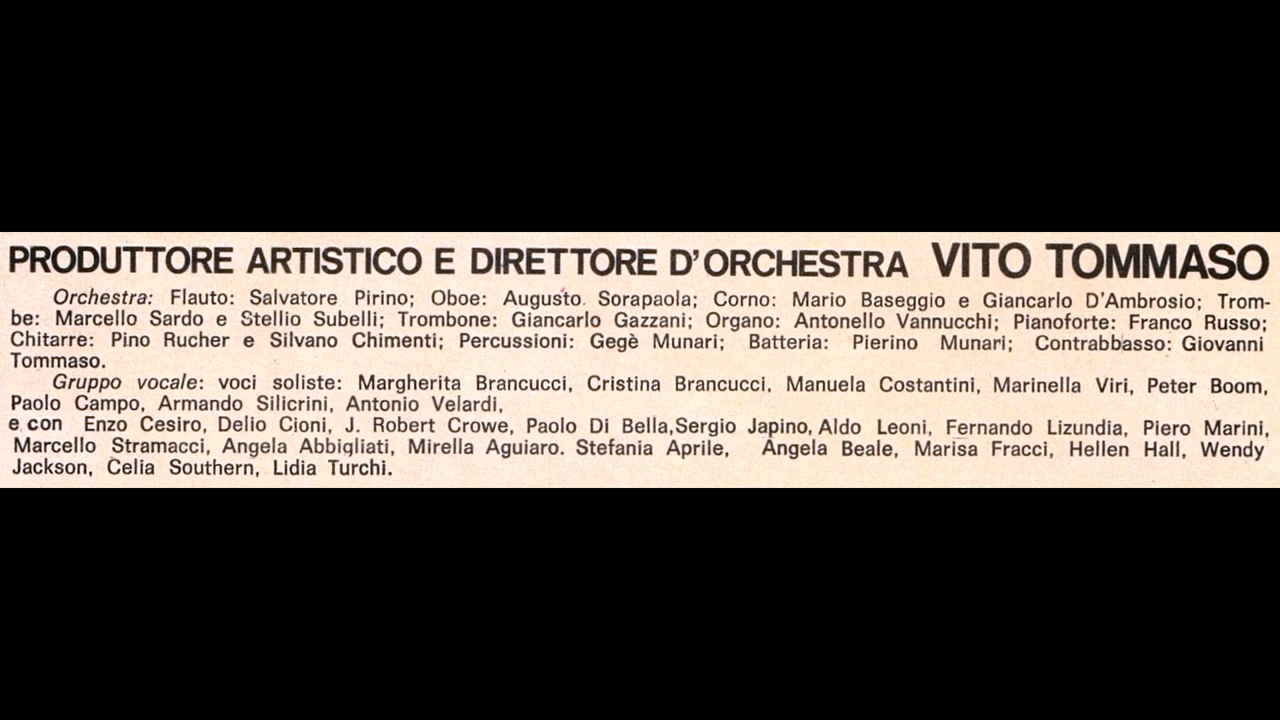 PRODUTTORE ARTISTICO E DIRETTORE D'ORCHESTRA VITO TOMMASO
Orchestra: Flauto: Salvatore Pirino; Oboe: Augusto Sorapaola; Corno: Mario Baseggio e Giancarlo D'Ambrosio; Trom-
be: Marcello Sardo e Stellio Subelli; Trombone: Giancarlo Gazzani; Organo: Antonello Vannucchi; Pianoforte: Franco Russo;
Chitarre: Pino Rucher e Silvano Chimenti; Percussioni: Gegè Munari; Batteria: Pierino Munari; Contrabbasso: Giovanni
Tommaso.
Gruppo vocale: voci soliste: Margherita Brancucci, Cristina Brancucci, Manuela Costantini, Marinella Viri, Peter Boom,
Paolo Campo, Armando Silicrini, Antonio Velardi,
e con Enzo Cesiro, Delio Cioni, J. Robert Crowe, Paolo Di Bella,Sergio Japino, Aldo Leoni, Fernando Lizundia, Piero Marini,
Marcello Stramacci, Angela Abbigliati, Mirella Aguiaro. Stefania Aprile, Angela Beale, Marisa Fracci, Hellen Hall, Wendy
Jackson, Celia Southern, Lidia Turchi.